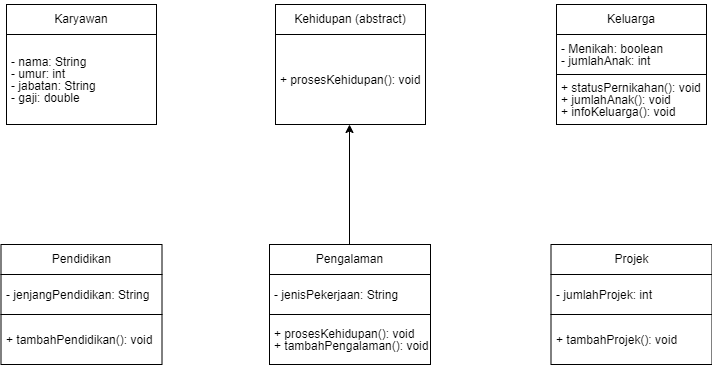 Karyawan
- nama: String
- umur: int
- jabatan: String
- gaji: double
Kehidupan (abstract)
+ prosesKehidupan(): void
Keluarga
- Menikah: boolean
- jumlahAnak: int
+ statusPernikahan(): void
+ jumlahAnak(): void
+ infoKeluarga(): void
Pendidikan
- jenjangPendidikan: String
+ tambahPendidikan(): void
Pengalaman
- jenisPekerjaan: String
+ prosesKehidupan(): void
+ tambahPengalaman(): void
Projek
- jumlahProjek: int
+ tambahProjek(): void